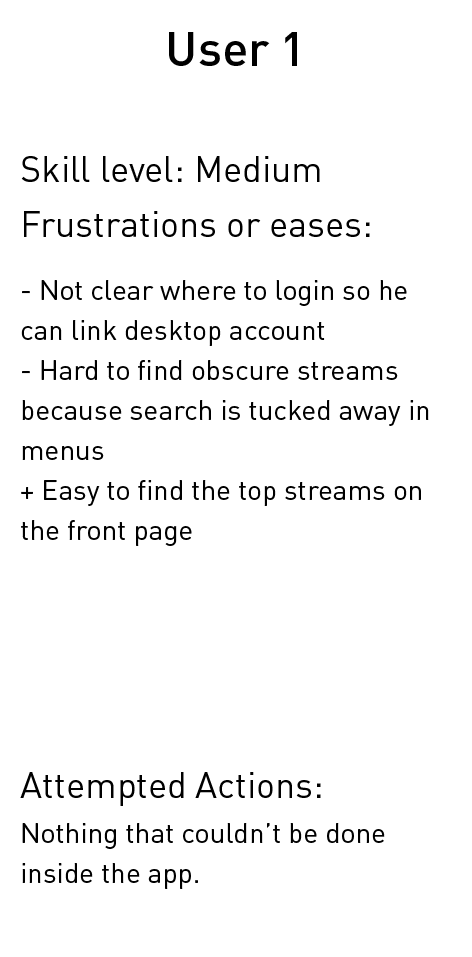 User 1
Skill level: Medium
Frustrations or eases:
- Not clear where to login so he
can link desktop account
- Hard to find obscure streams
because search is tucked away in
menus
+ Easy to find the top streams on
the front page
Attempted Actions:
Nothing that couldn't be done
inside the app.